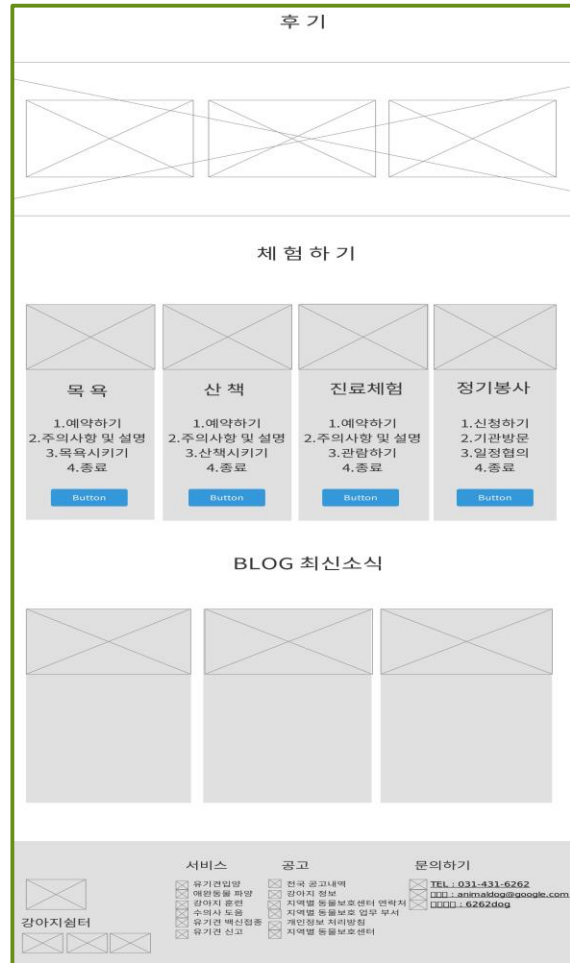 후 기
체 험 하 기
목 욕
1.예약하기
2.주의사항 및 설명
3.목욕시키기
4.종료
Button
산 책
1.예약하기
2.주의사항 및 설명
3.산책시키기
4.종료
Button
진료체험
1.예약하기
2.주의사항 및 설명
3.관람하기
4.종료
Button
정기봉사
1.신청하기
2.기관방문
3.일정협의
4.종료
Button
BLOG 최신소식
강아지쉼터
서비스
유기견입양
애완동물 파양
강아지 훈련
수의사 도움
유기견 백신접종
유기견 신고
공고
전국 공고내역
강아지 정보
지역별 동물보호센터 연락처
지역별 동물보호 업무 부서
개인정보 처리방침
지역별 동물보호센터
문의하기
TEL : 031-431-6262
□□□ : animaldog@google.com
□□□□ : 6262dog